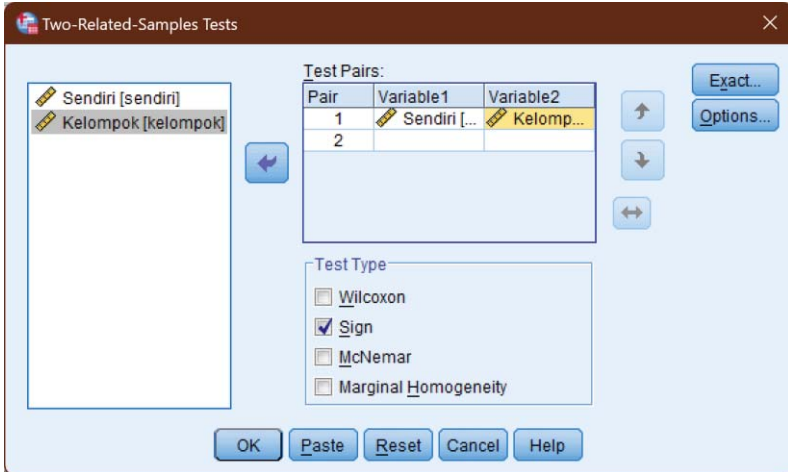 Two-Related-Samples Tests
Sendiri [sendiri]
Kelompok [kelompok]
Test Pairs:
Pair Variable1 Variable2
1 Sendiri [... Kelomp...
2
Exact...
Options...
Test Type
Wilcoxon
Sign
McNemar
Marginal Homogeneity
OK Paste Reset Cancel Help